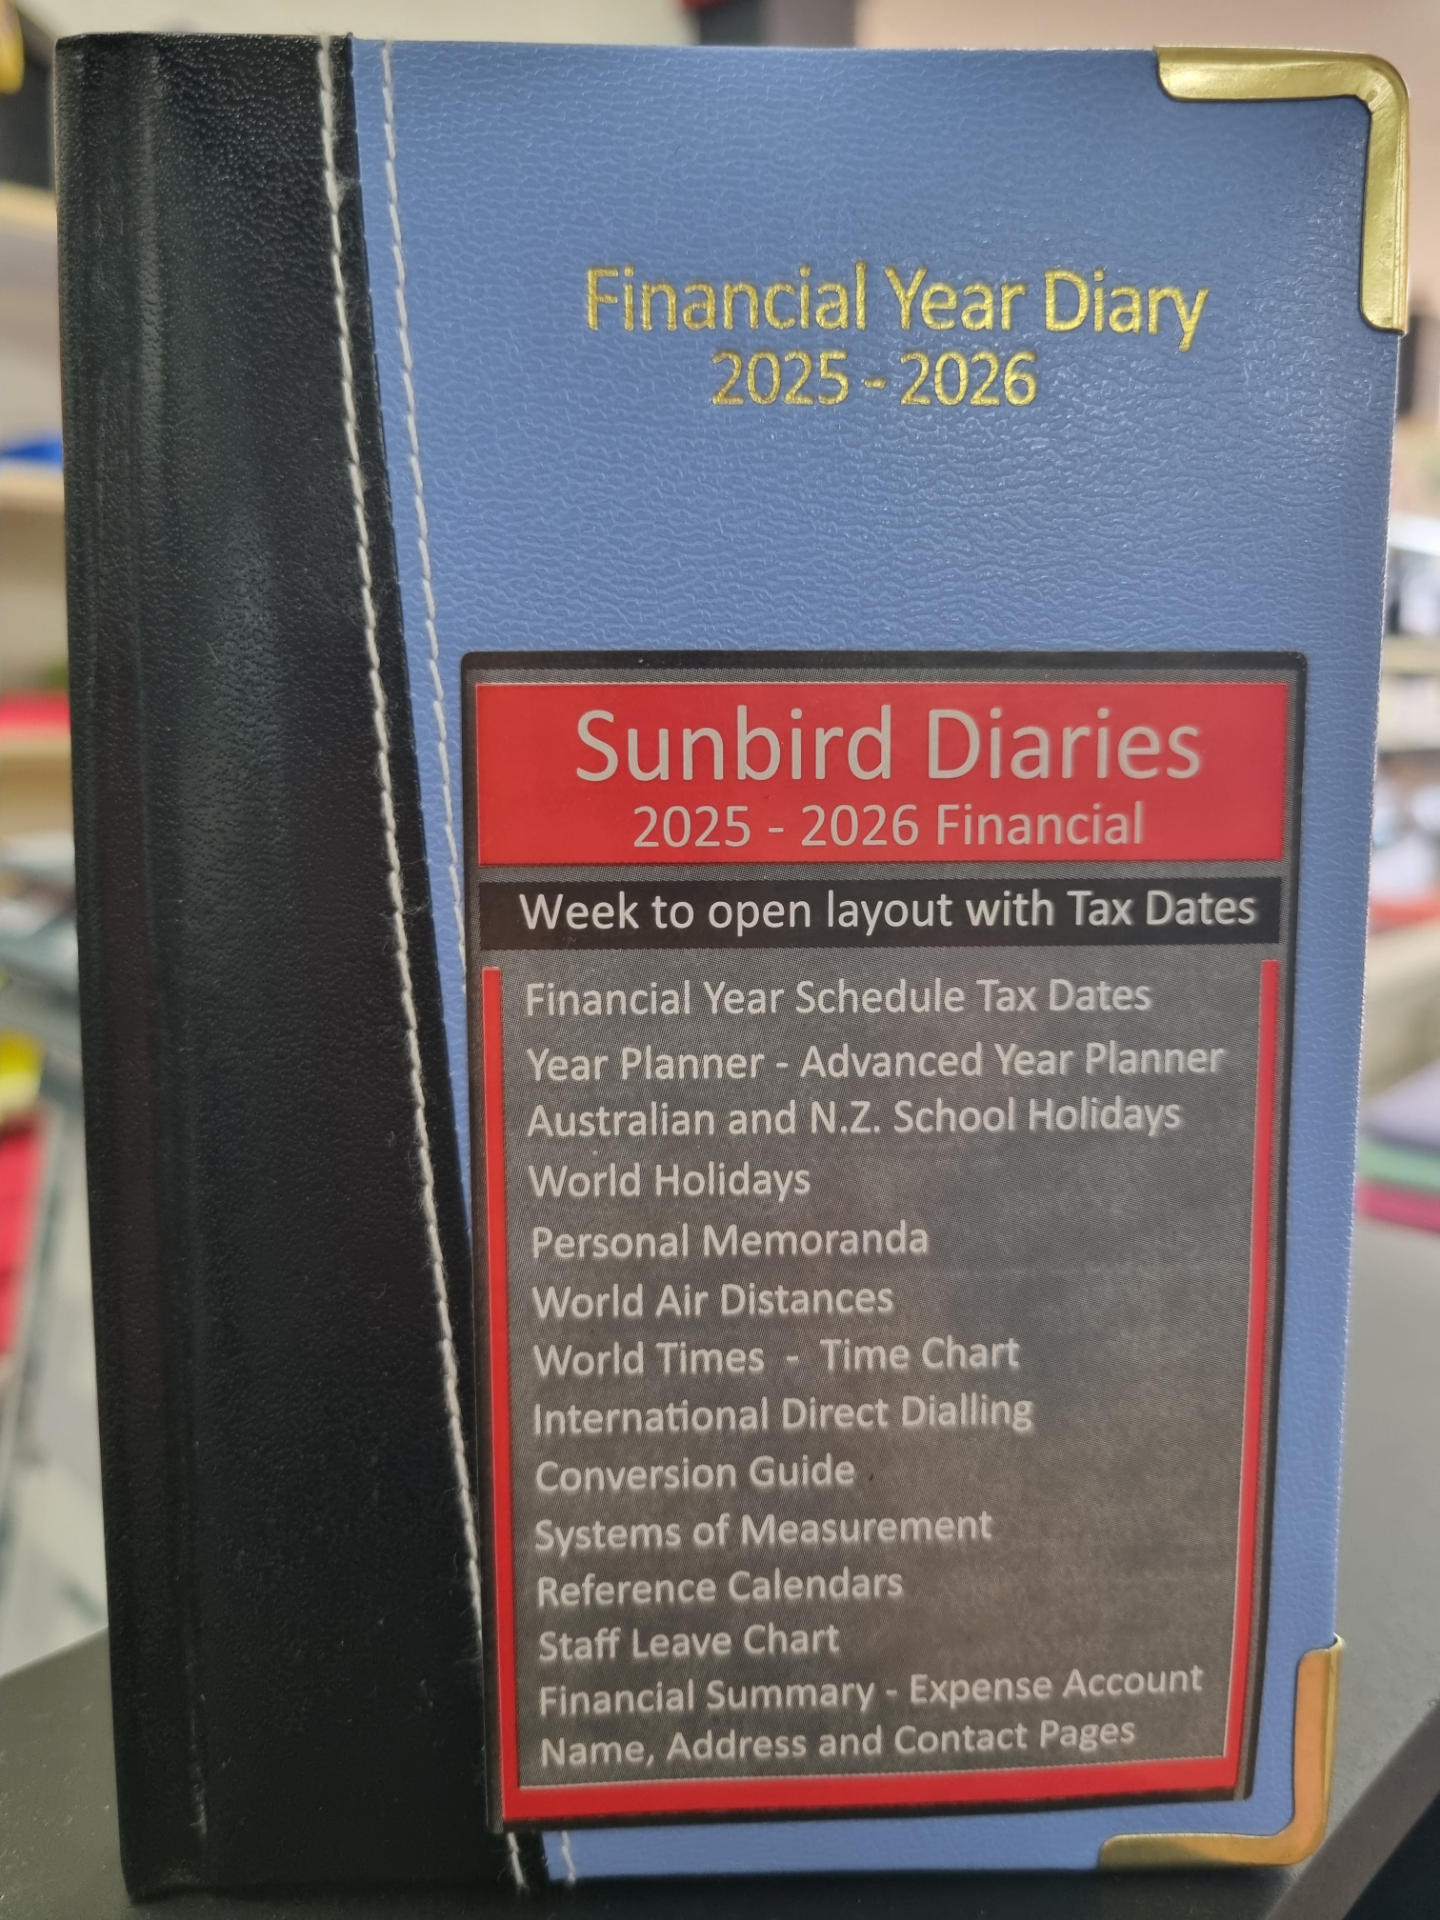 Financial Year Diary
2025 - 2026
Sunbird Diaries
2025 - 2026 Financial
Week to open layout with Tax Dates
Financial Year Schedule Tax Dates
Year Planner - Advanced Year Planner
Australian and N.Z. School Holidays
World Holidays
Personal Memoranda
World Air Distances
World Times - Time Chart
International Direct Dialling
Conversion Guide
Systems of Measurement
Reference Calendars
Staff Leave Chart
Financial Summary - Expense Account
Name, Address and Contact Pages